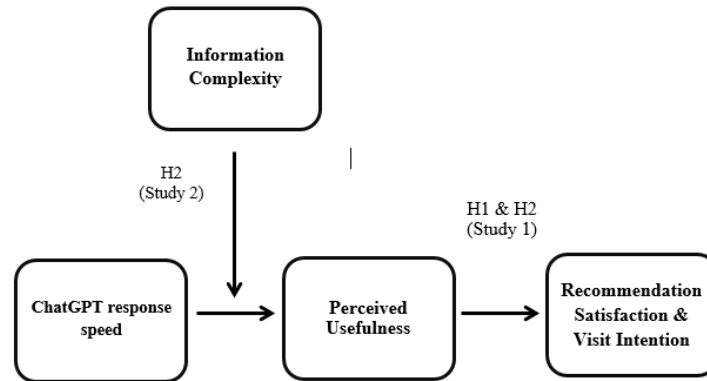 Information
Complexity
H2
(Study 2)
H1 & H2
(Study 1)
ChatGPT response
speed
Perceived
Usefulness
Recommendation
Satisfaction &
Visit Intention